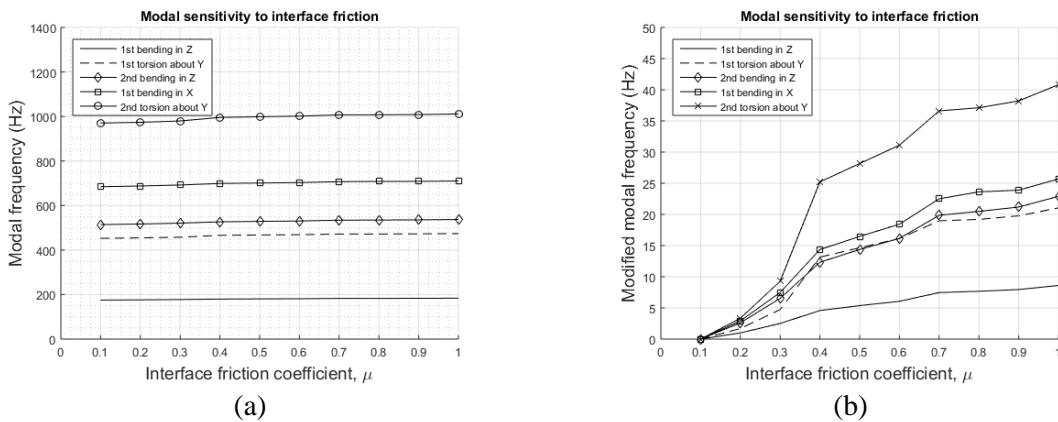 Modal sensitivity to interface friction
1400
1200
1000
800
600
400
200
0
Modal frequency (Hz)
1st bending in Z
1st torsion about Y
2nd bending in Z
1st bending in X
2nd torsion about Y
0 0.1 0.2 0.3 0.4 0.5 0.6 0.7 0.8 0.9 1
Interface friction coefficient, μ
(a)
Modal sensitivity to interface friction
50
45
40
35
30
25
20
15
10
5
0
Modified modal frequency (Hz)
1st bending in Z
1st torsion about Y
2nd bending in Z
1st bending in X
2nd torsion about Y
0 0.1 0.2 0.3 0.4 0.5 0.6 0.7 0.8 0.9 1
Interface friction coefficient, μ
(b)